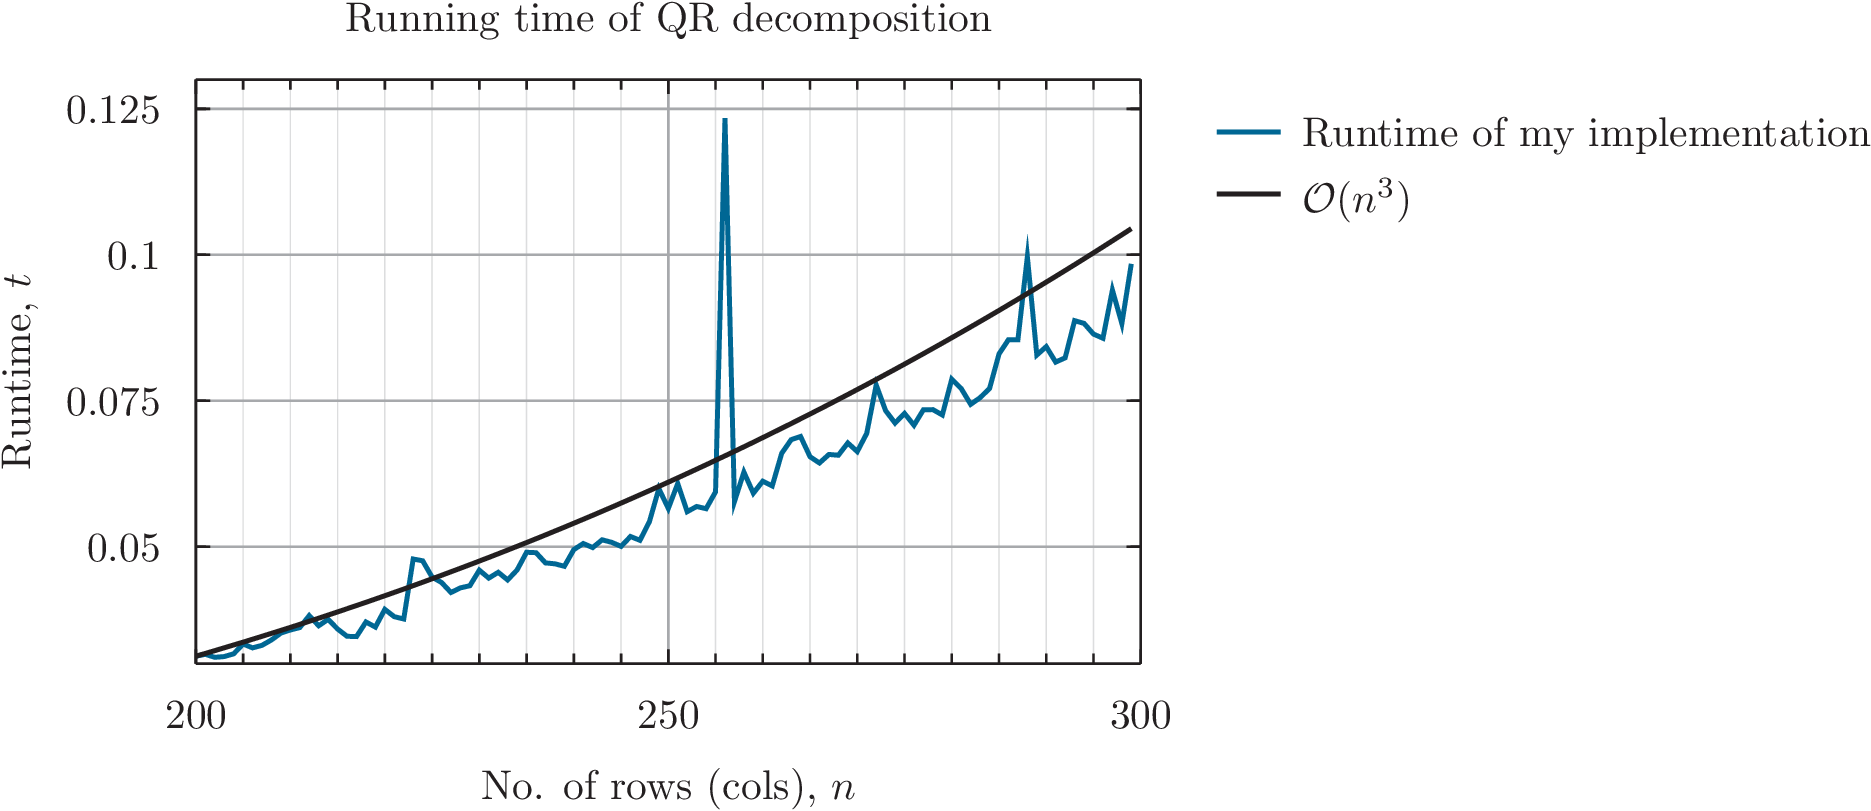 Running time of QR decomposition
0.125
0.1
0.075
0.05
Runtime, t
200 250 300
No. of rows (cols), n
Runtime of my implementation
𝒪(n³)